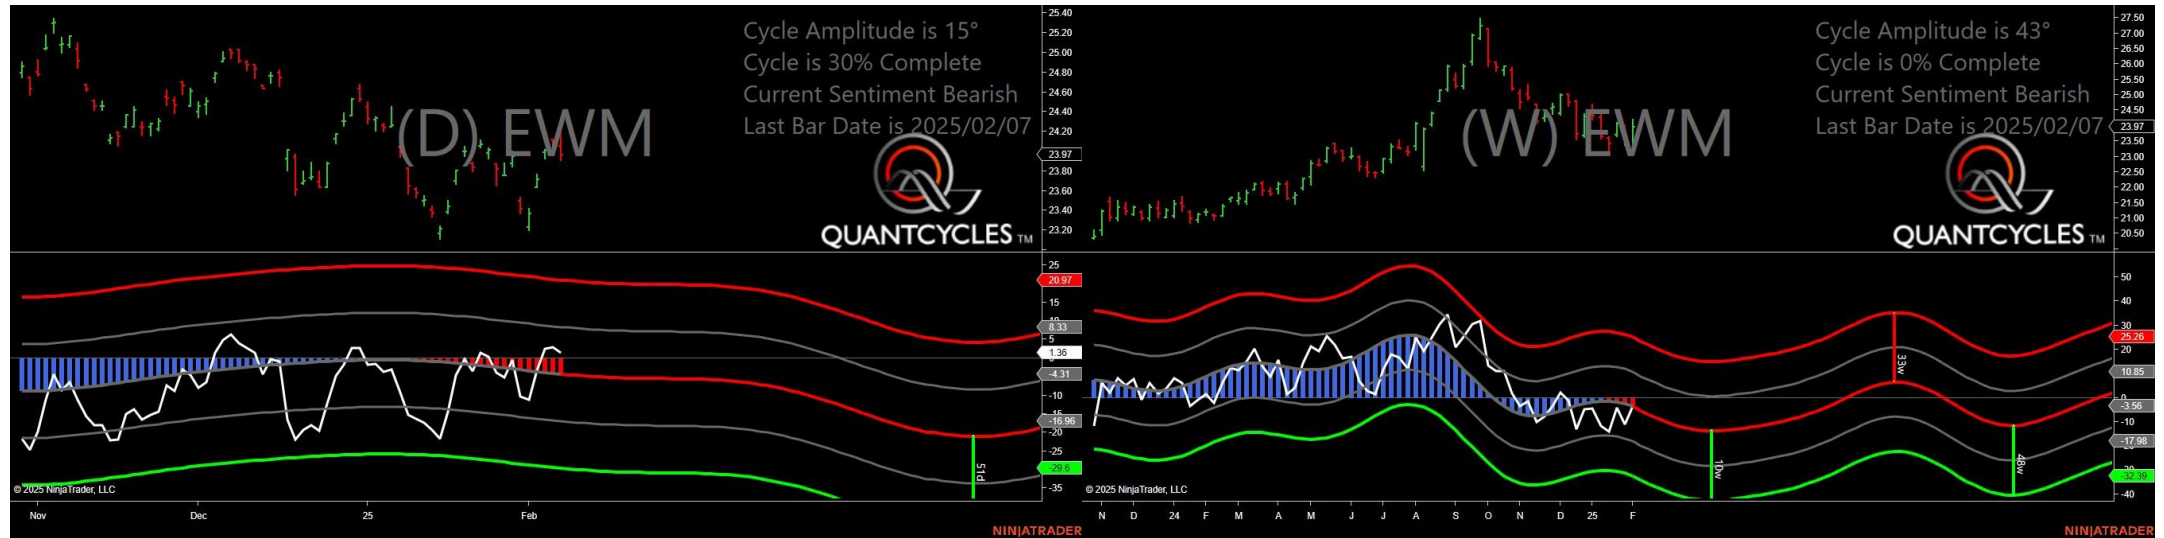 Cycle Amplitude is 15°
Cycle is 30% Complete
Current Sentiment Bearish
Last Bar Date is 2025/02/07
(D) EWM
QUANTCYCLES TM
25.40
25.20
25.00
24.80
24.60
24.40
24.20
23.97
23.80
23.60
23.40
23.20
25
20.97
15
8.33
5
1.36
-4.31
-10
-15
-16.96
-20
-25
-29.6
-35
51d
© 2025 NinjaTrader, LLC
Nov
Dec
25
Feb
NINJATRADER
Cycle Amplitude is 43°
Cycle is 0% Complete
Current Sentiment Bearish
Last Bar Date is 2025/02/07
(W) EWM
QUANTCYCLES TM
27.50
27.00
26.50
26.00
25.50
25.00
24.50
23.97
23.50
23.00
22.50
22.00
21.50
21.00
20.50
50
40
30
25.26
20
10.85
0
-3.56
-10
-17.98
-32.39
-40
33w
10w
48w
© 2025 NinjaTrader, LLC
N D 24 F M A M J J A S O N D 25 F
NINJATRADER